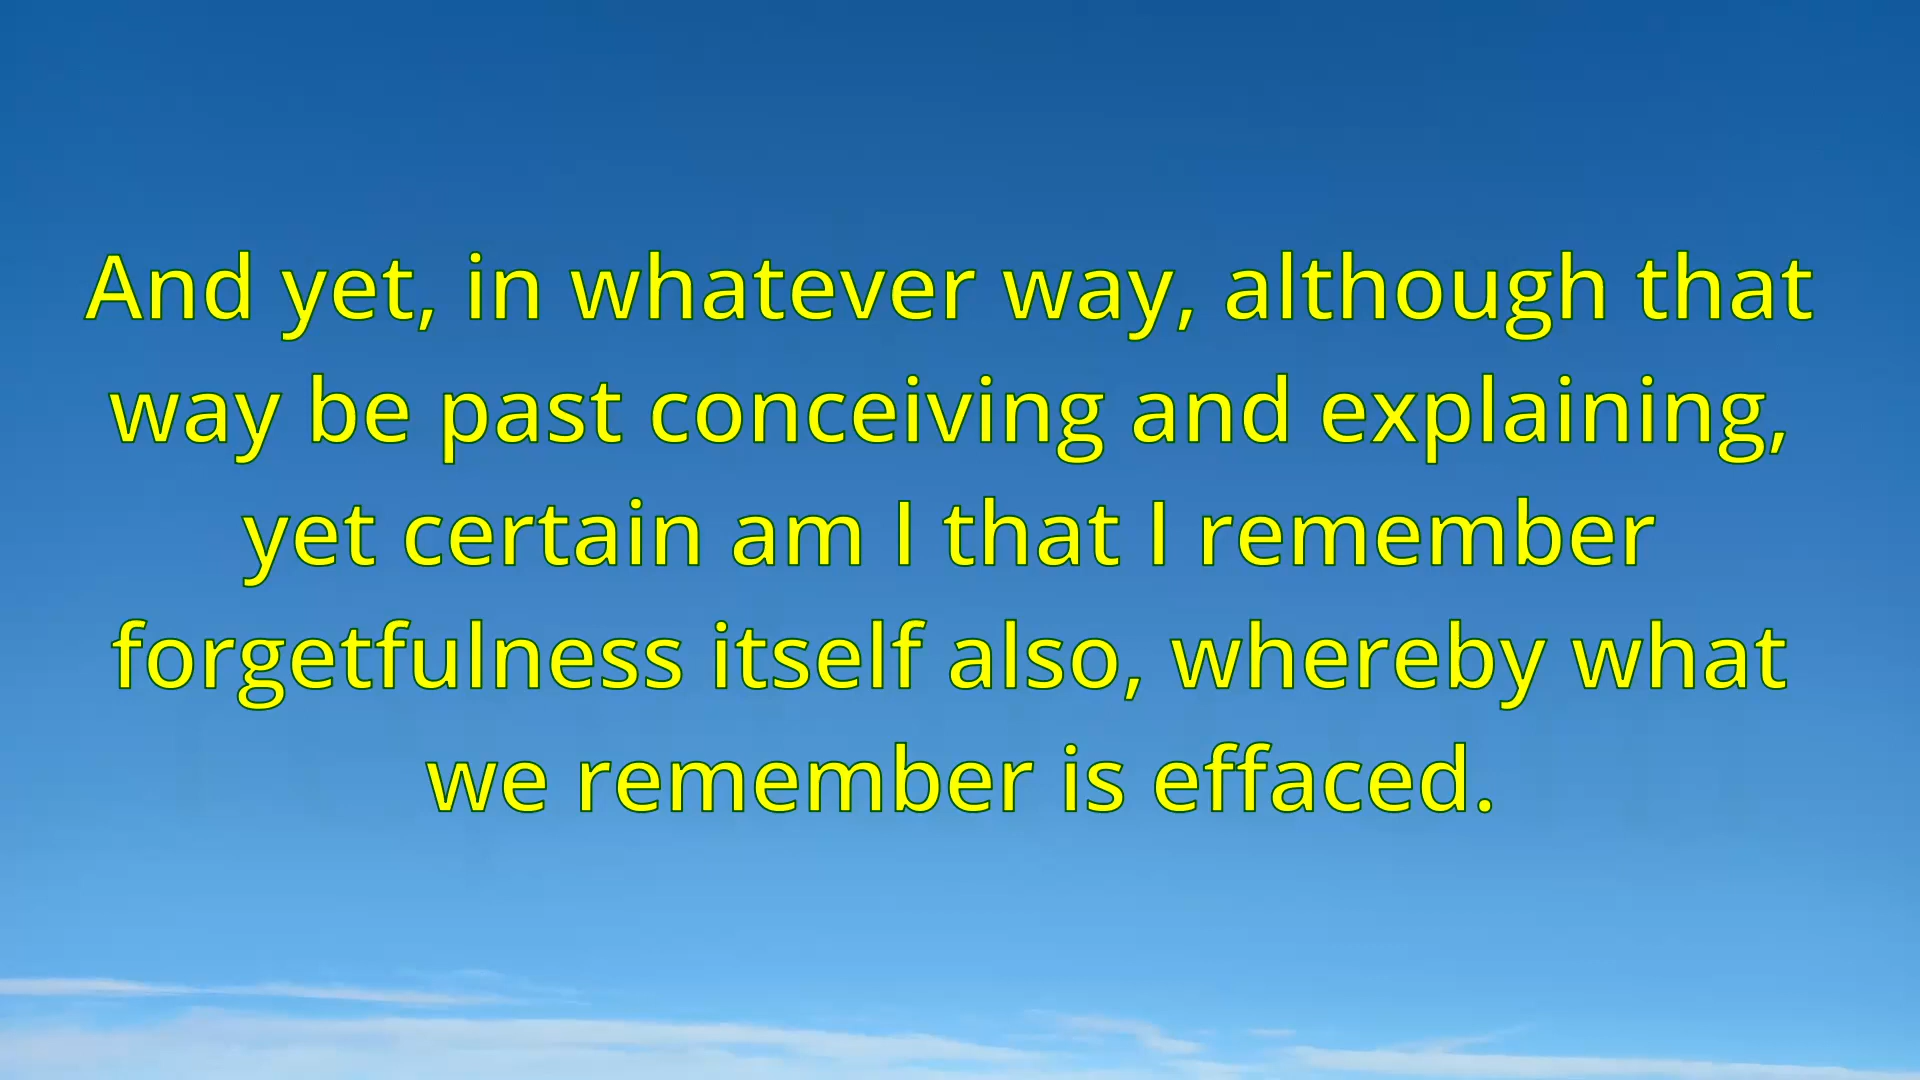 And yet, in whatever way, although that
way be past conceiving and explaining,
yet certain am I that I remember
forgetfulness itself also, whereby what
we remember is effaced.